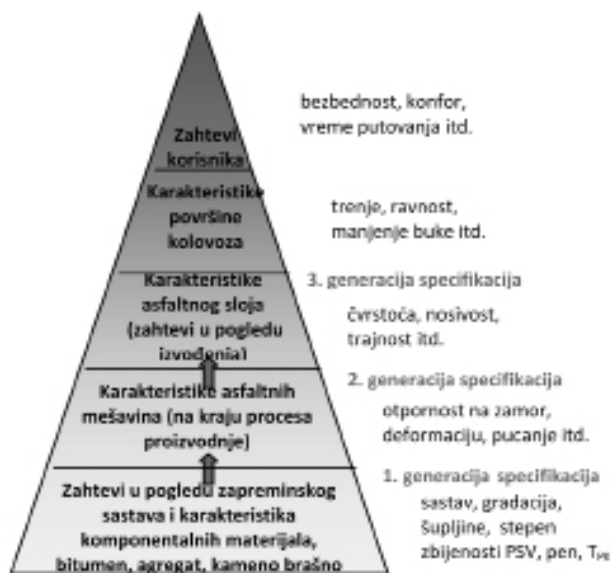 bezbednost, konfor,
vreme putovanja itd.
Zahtevi
korisnika
Karakteristike
površine
kolovoza
trenje, ravnost,
manjenje buke itd.
Karakteristike
asfaltnog sloja
(zahtevi u pogledu
izvođenja)
3. generacija specifikacija
čvrstoća, nosivost,
trajnost itd.
2. generacija specifikacija
Karakteristike asfaltnih
mešavina (na kraju procesa
proizvodnje)
otpornost na zamor,
deformaciju, pucanje itd.
1. generacija specifikacija
Zahtevi u pogledu zapreminskog
sastava i karakteristika
komponentalnih materijala,
bitumen, agregat, kameno brašno
sastav, gradacija,
šupljine, stepen
zbijenosti PSV, pen,